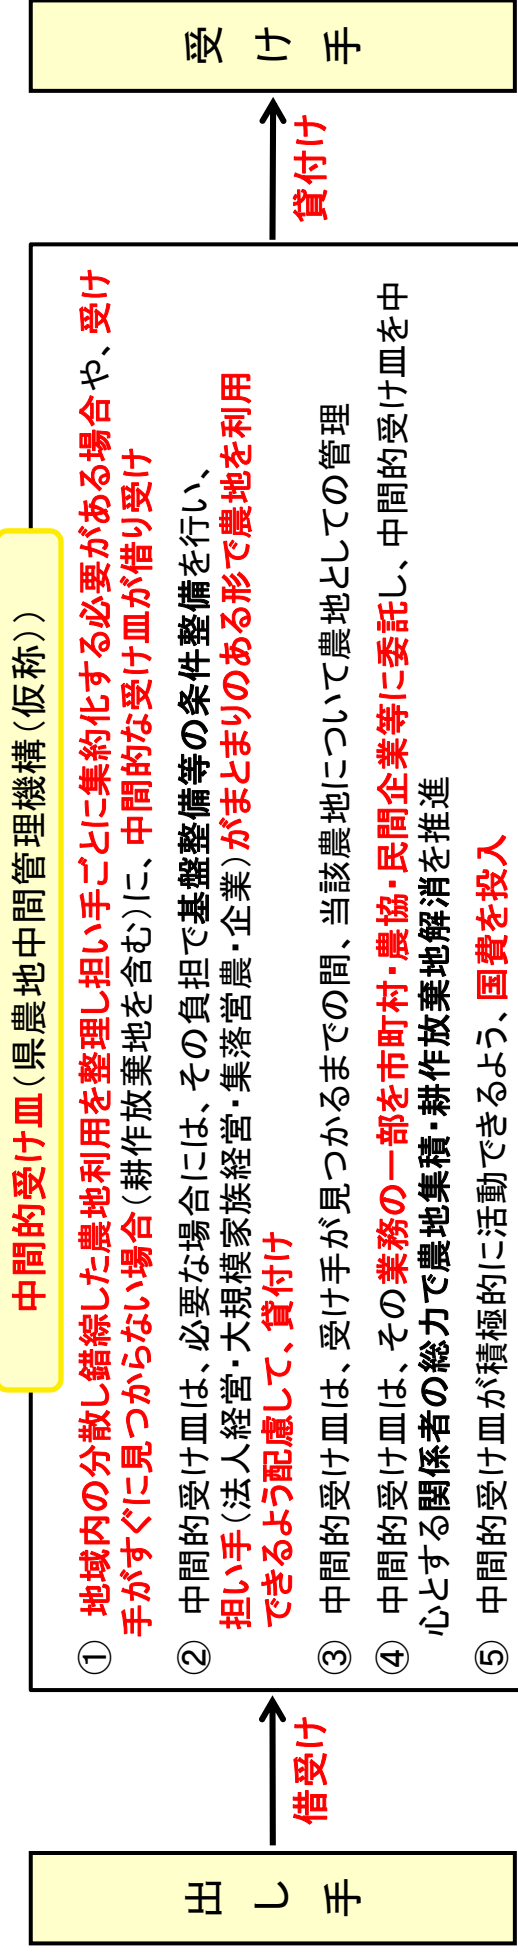 中間的受け皿(県農地中間管理機構(仮称))
出し手
借受け
① 地域内の分散し錯綜した農地利用を整理し担い手ごとに集約化する必要がある場合や、受け
手がすぐに見つからない場合(耕作放棄地を含む)に、中間的な受け皿が借り受け
② 中間的受け皿は、必要な場合には、その負担で基盤整備等の条件整備を行い、
担い手(法人経営・大規模家族経営・集落営農・企業)がまとまりのある形で農地を利用
できるよう配慮して、貸付け
③ 中間的受け皿は、受け手が見つかるまでの間、当該農地について農地としての管理
④ 中間的受け皿は、その業務の一部を市町村・農協・民間企業等に委託し、中間的受け皿を中
心とする関係者の総力で農地集積・耕作放棄地解消を推進
⑤ 中間的受け皿が積極的に活動できるよう、国費を投入
貸付け
受け手